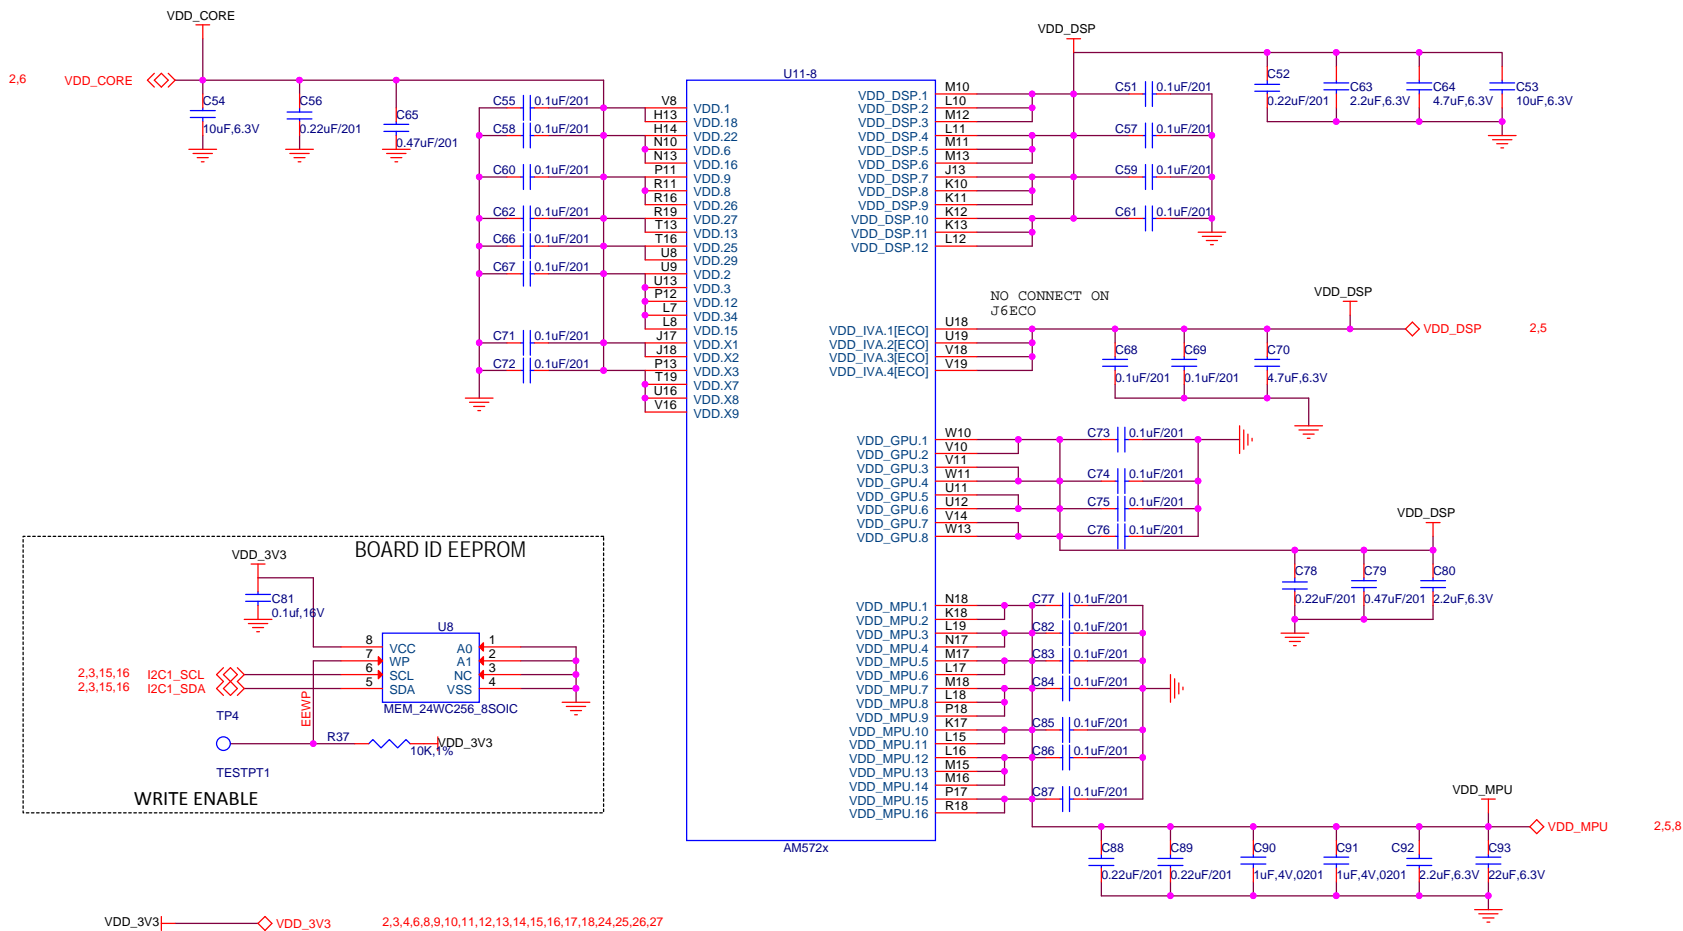 VDD_CORE
2,6 VDD_CORE
C54
10uF,6.3V
C56
0.22uF/201
C65
0.47uF/201
C55 0.1uF/201
C58 0.1uF/201
C60 0.1uF/201
C62 0.1uF/201
C66 0.1uF/201
C67 0.1uF/201
C71 0.1uF/201
C72 0.1uF/201
U11-8
V8 VDD.1
H13 VDD.18
H14 VDD.22
N10 VDD.6
N13 VDD.16
P11 VDD.9
R11 VDD.8
R16 VDD.26
R19 VDD.27
T13 VDD.13
T16 VDD.25
U8 VDD.29
U9 VDD.2
U13 VDD.3
P12 VDD.12
L7 VDD.34
L8 VDD.15
J17 VDD.X1
J18 VDD.X2
P13 VDD.X3
T19 VDD.X7
U16 VDD.X8
V16 VDD.X9
VDD_DSP.1 M10
VDD_DSP.2 L10
VDD_DSP.3 M12
VDD_DSP.4 L11
VDD_DSP.5 M11
VDD_DSP.6 M13
VDD_DSP.7 J13
VDD_DSP.8 K10
VDD_DSP.9 K11
VDD_DSP.10 K12
VDD_DSP.11 K13
VDD_DSP.12 L12
VDD_IVA.1[ECO] U18
VDD_IVA.2[ECO] U19
VDD_IVA.3[ECO] V18
VDD_IVA.4[ECO] V19
VDD_GPU.1 W10
VDD_GPU.2 V10
VDD_GPU.3 V11
VDD_GPU.4 W11
VDD_GPU.5 U11
VDD_GPU.6 U12
VDD_GPU.7 V14
VDD_GPU.8 W13
VDD_MPU.1 N18
VDD_MPU.2 K18
VDD_MPU.3 L19
VDD_MPU.4 N17
VDD_MPU.5 M17
VDD_MPU.6 L17
VDD_MPU.7 M18
VDD_MPU.8 L18
VDD_MPU.9 P18
VDD_MPU.10 K17
VDD_MPU.11 L15
VDD_MPU.12 L16
VDD_MPU.13 M15
VDD_MPU.14 M16
VDD_MPU.15 P17
VDD_MPU.16 R18
AM572x
VDD_DSP
C51 0.1uF/201
C57 0.1uF/201
C59 0.1uF/201
C61 0.1uF/201
C52
0.22uF/201
C63
2.2uF,6.3V
C64
4.7uF,6.3V
C53
10uF,6.3V
NO CONNECT ON
J6ECO
VDD_DSP
VDD_DSP 2,5
C68
0.1uF/201
C69
0.1uF/201
C70
4.7uF,6.3V
C73 0.1uF/201
C74 0.1uF/201
C75 0.1uF/201
C76 0.1uF/201
VDD_DSP
C78
0.22uF/201
C79
0.47uF/201
C80
2.2uF,6.3V
C77 0.1uF/201
C82 0.1uF/201
C83 0.1uF/201
C84 0.1uF/201
C85 0.1uF/201
C86 0.1uF/201
C87 0.1uF/201
VDD_MPU
VDD_MPU 2,5,8
C88
0.22uF/201
C89
0.22uF/201
C90
1uF,4V,0201
C91
1uF,4V,0201
C92
2.2uF,6.3V
C93
22uF,6.3V
BOARD ID EEPROM
VDD_3V3
C81
0.1uf,16V
U8
8 VCC A0 1
7 WP A1 2
6 SCL NC 3
5 SDA VSS 4
MEM_24WC256_8SOIC
2,3,15,16 I2C1_SCL
2,3,15,16 I2C1_SDA
EEWP
TP4
TESTPT1
R37
10K,1%
VDD_3V3
WRITE ENABLE
VDD_3V3 VDD_3V3 2,3,4,6,8,9,10,11,12,13,14,15,16,17,18,24,25,26,27